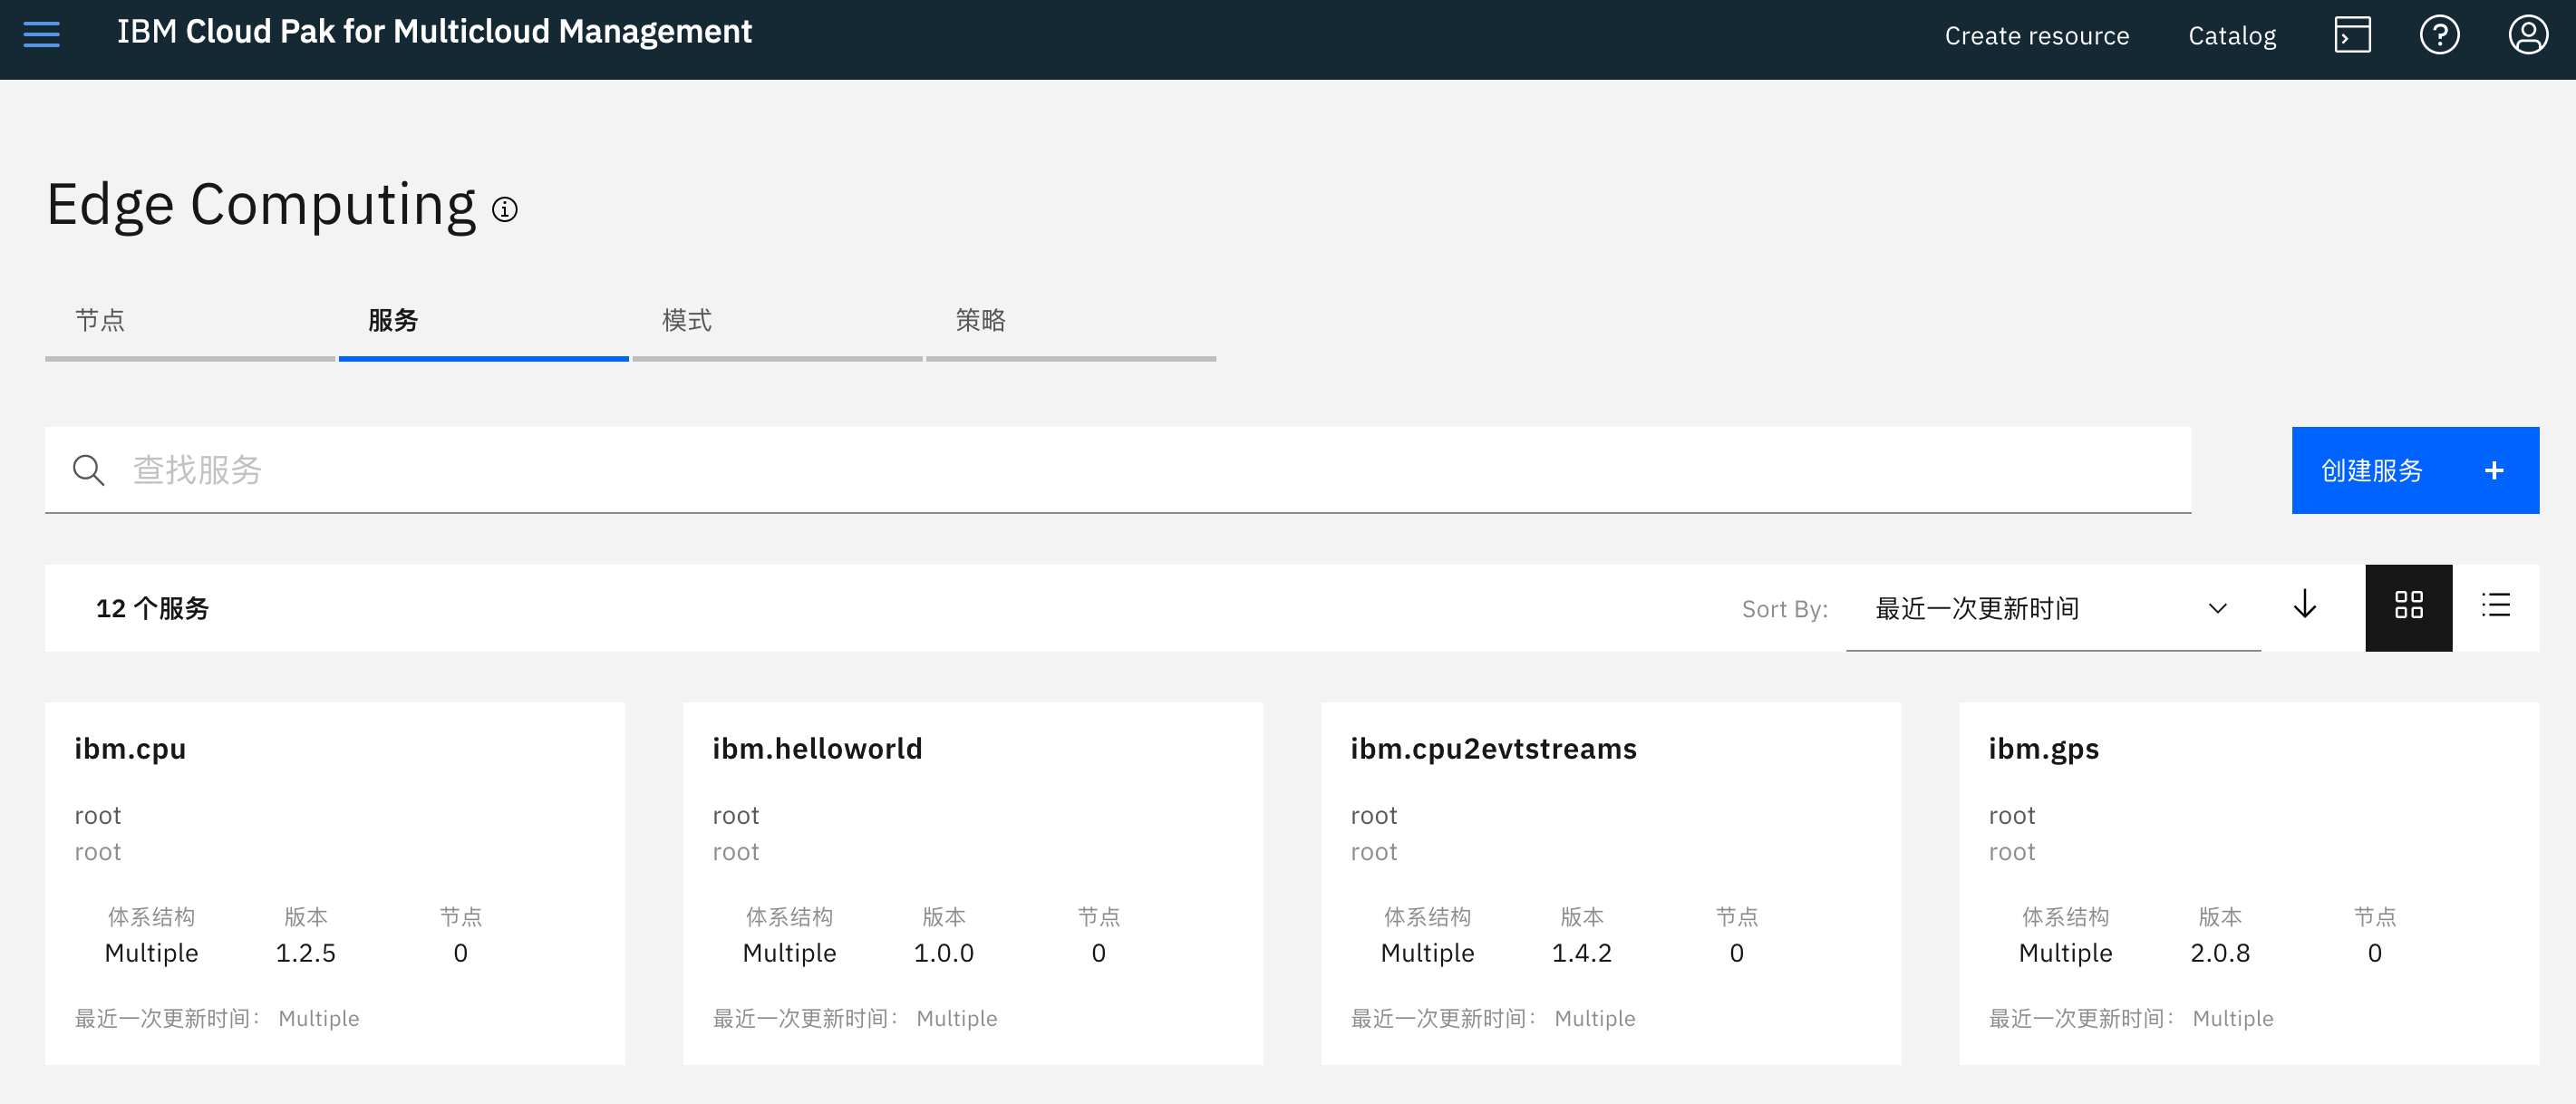 IBM Cloud Pak for Multicloud Management
Create resource
Catalog
Edge Computing
节点
服务
模式
策略
查找服务
创建服务 +
12 个服务
Sort By:
最近一次更新时间
ibm.cpu
root
root
体系结构 版本 节点
Multiple 1.2.5 0
最近一次更新时间: Multiple
ibm.helloworld
root
root
体系结构 版本 节点
Multiple 1.0.0 0
最近一次更新时间: Multiple
ibm.cpu2evtstreams
root
root
体系结构 版本 节点
Multiple 1.4.2 0
最近一次更新时间: Multiple
ibm.gps
root
root
体系结构 版本 节点
Multiple 2.0.8 0
最近一次更新时间: Multiple